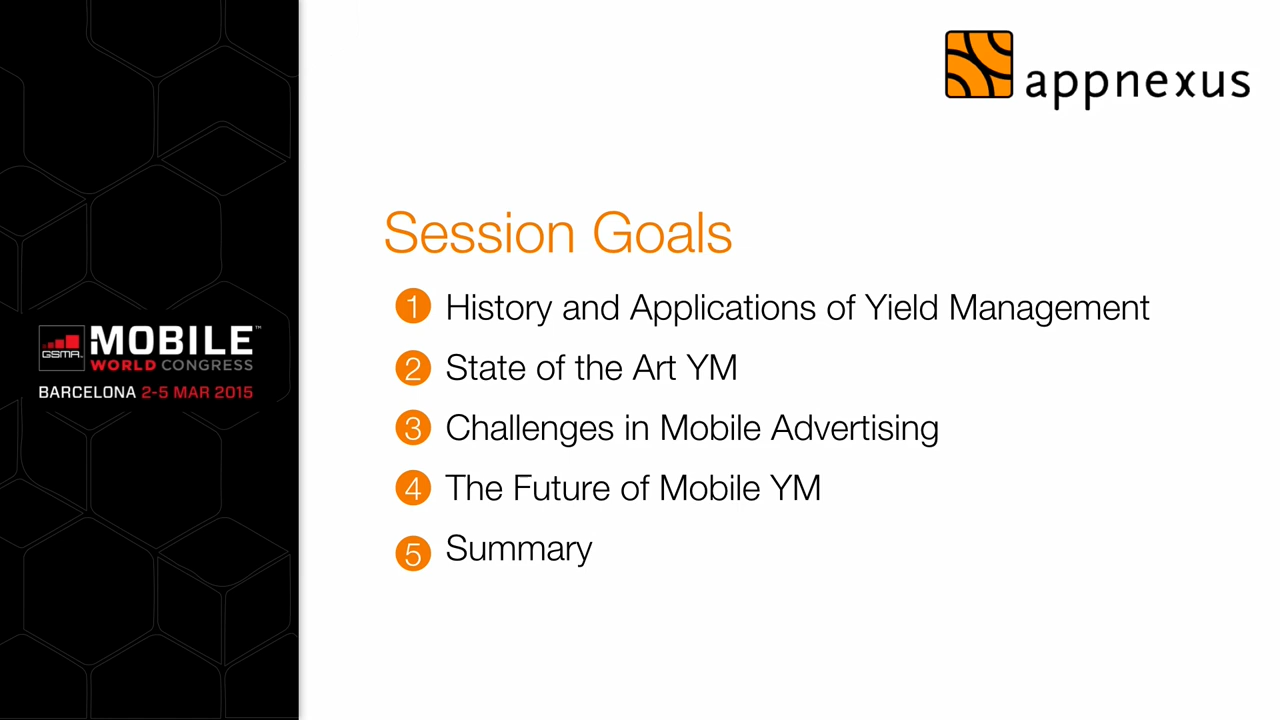 appnexus
Session Goals
1 History and Applications of Yield Management
2 State of the Art YM
3 Challenges in Mobile Advertising
4 The Future of Mobile YM
5 Summary
GSMA
MOBILE™
WORLD CONGRESS
BARCELONA 2-5 MAR 2015